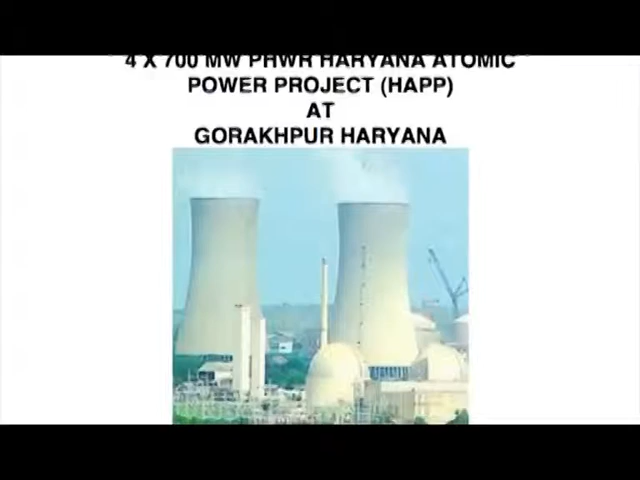 4 X 700 MW PHWR HARYANA ATOMIC
POWER PROJECT (HAPP)
AT
GORAKHPUR HARYANA